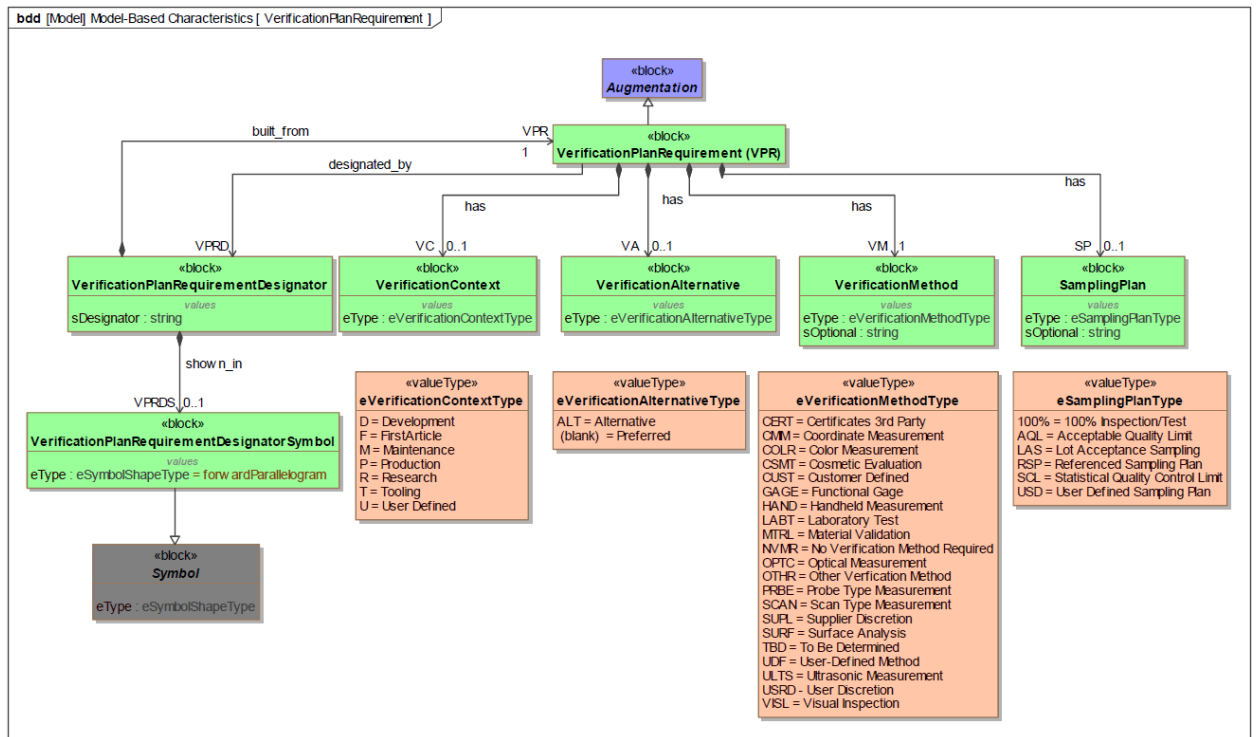 bdd [Model] Model-Based Characteristics [ VerificationPlanRequirement ]
«block»
Augmentation
built_from
VPR
1
«block»
VerificationPlanRequirement (VPR)
designated_by
has
has
has
has
VPRD
VC
0..1
VA
0..1
VM
1
SP
0..1
«block»
VerificationPlanRequirementDesignator
values
sDesignator : string
«block»
VerificationContext
values
eType : eVerificationContextType
«block»
VerificationAlternative
values
eType : eVerificationAlternativeType
«block»
VerificationMethod
values
eType : eVerificationMethodType
sOptional : string
«block»
SamplingPlan
values
eType : eSamplingPlanType
sOptional : string
shown_in
VPRDS
0..1
«block»
VerificationPlanRequirementDesignatorSymbol
values
eType : eSymbolShapeType = forwardParallelogram
«block»
Symbol
eType : eSymbolShapeType
«valueType»
eVerificationContextType
D = Development
F = FirstArticle
M = Maintenance
P = Production
R = Research
T = Tooling
U = User Defined
«valueType»
eVerificationAlternativeType
ALT = Alternative
(blank) = Preferred
«valueType»
eVerificationMethodType
CERT = Certificates 3rd Party
CMM = Coordinate Measurement
COLR = Color Measurement
CSMT = Cosmetic Evaluation
CUST = Customer Defined
GAGE = Functional Gage
HAND = Handheld Measurement
LABT = Laboratory Test
MTRL = Material Validation
NVMR = No Verification Method Required
OPTC = Optical Measurement
OTHR = Other Verfication Method
PRBE = Probe Type Measurement
SCAN = Scan Type Measurement
SUPL = Supplier Discretion
SURF = Surface Analysis
TBD = To Be Determined
UDF = User-Defined Method
ULTS = Ultrasonic Measurement
USRD - User Discretion
VISL = Visual Inspection
«valueType»
eSamplingPlanType
100% = 100% Inspection/Test
AQL = Acceptable Quality Limit
LAS = Lot Acceptance Sampling
RSP = Referenced Sampling Plan
SCL = Statistical Quality Control Limit
USD = User Defined Sampling Plan